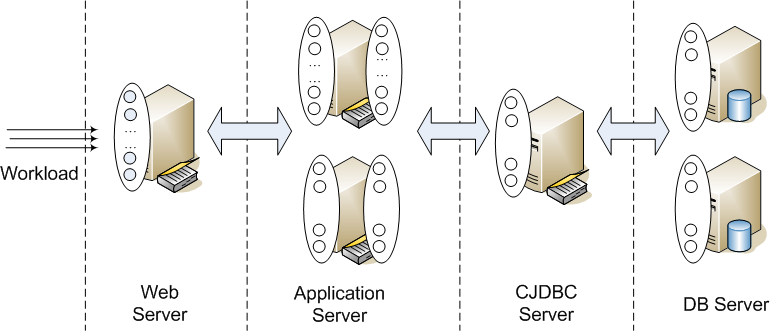 Workload
Web
Server
Application
Server
CJDBC
Server
DB Server